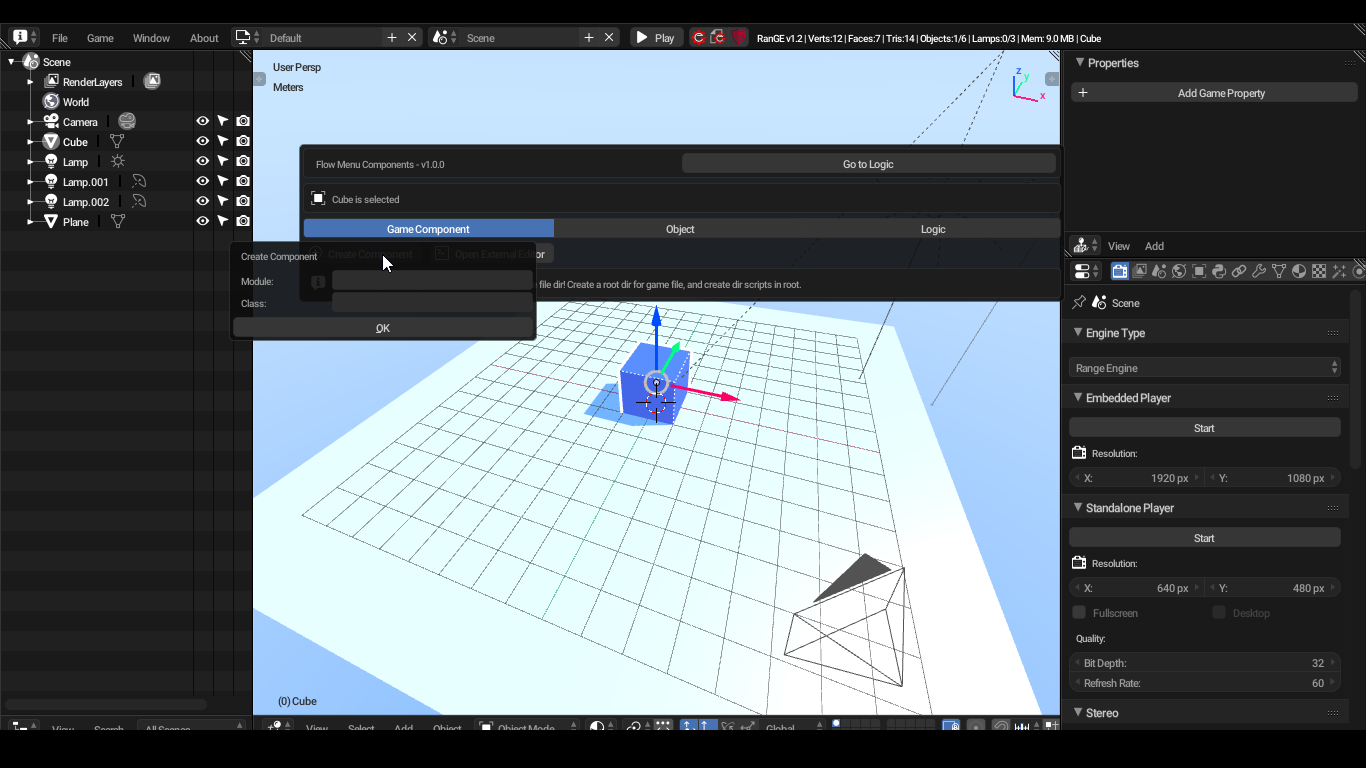 File Game Window About Default Scene Play RanGE v1.2 | Verts:12 | Faces:7 | Tris:14 | Objects:1/6 | Lamps:0/3 | Mem: 9.0 MB | Cube
Scene
RenderLayers
World
Camera
Cube
Lamp
Lamp.001
Lamp.002
Plane
User Persp
Meters
z
y
x
Flow Menu Components - v1.0.0 Go to Logic
Cube is selected
Game Component Object Logic
Create Component Open External Editor
Create Component
Module:
Class:
OK
file dir! Create a root dir for game file, and create dir scripts in root.
(0) Cube
View Search All Scenes
View Select Add Object Object Mode Global
Properties
Add Game Property
View Add
Scene
Engine Type
Range Engine
Embedded Player
Start
Resolution:
X: 1920 px Y: 1080 px
Standalone Player
Start
Resolution:
X: 640 px Y: 480 px
Fullscreen Desktop
Quality:
Bit Depth: 32
Refresh Rate: 60
Stereo